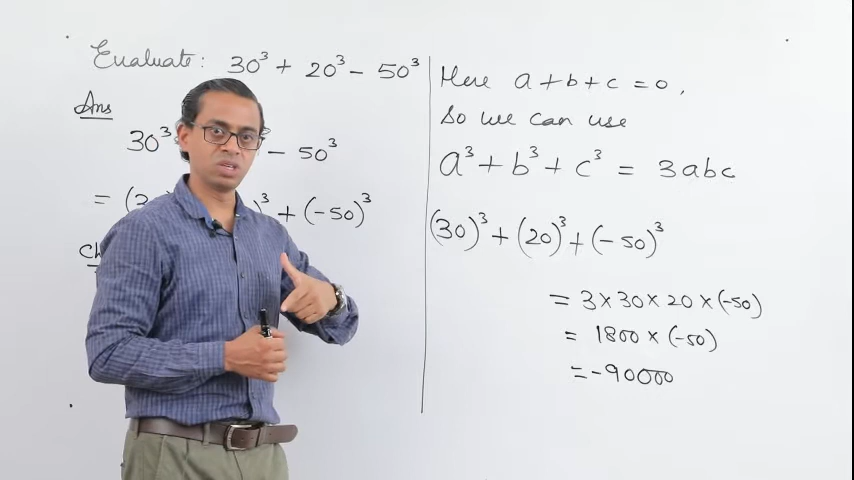 Evaluate: 30³ + 20³ - 50³
Ans
30³ - 50³
= ³ + (-50)³
Here a + b + c = 0,
So we can use
a³ + b³ + c³ = 3abc
(30)³ + (20)³ + (-50)³
= 3 × 30 × 20 × (-50)
= 1800 × (-50)
= -90000